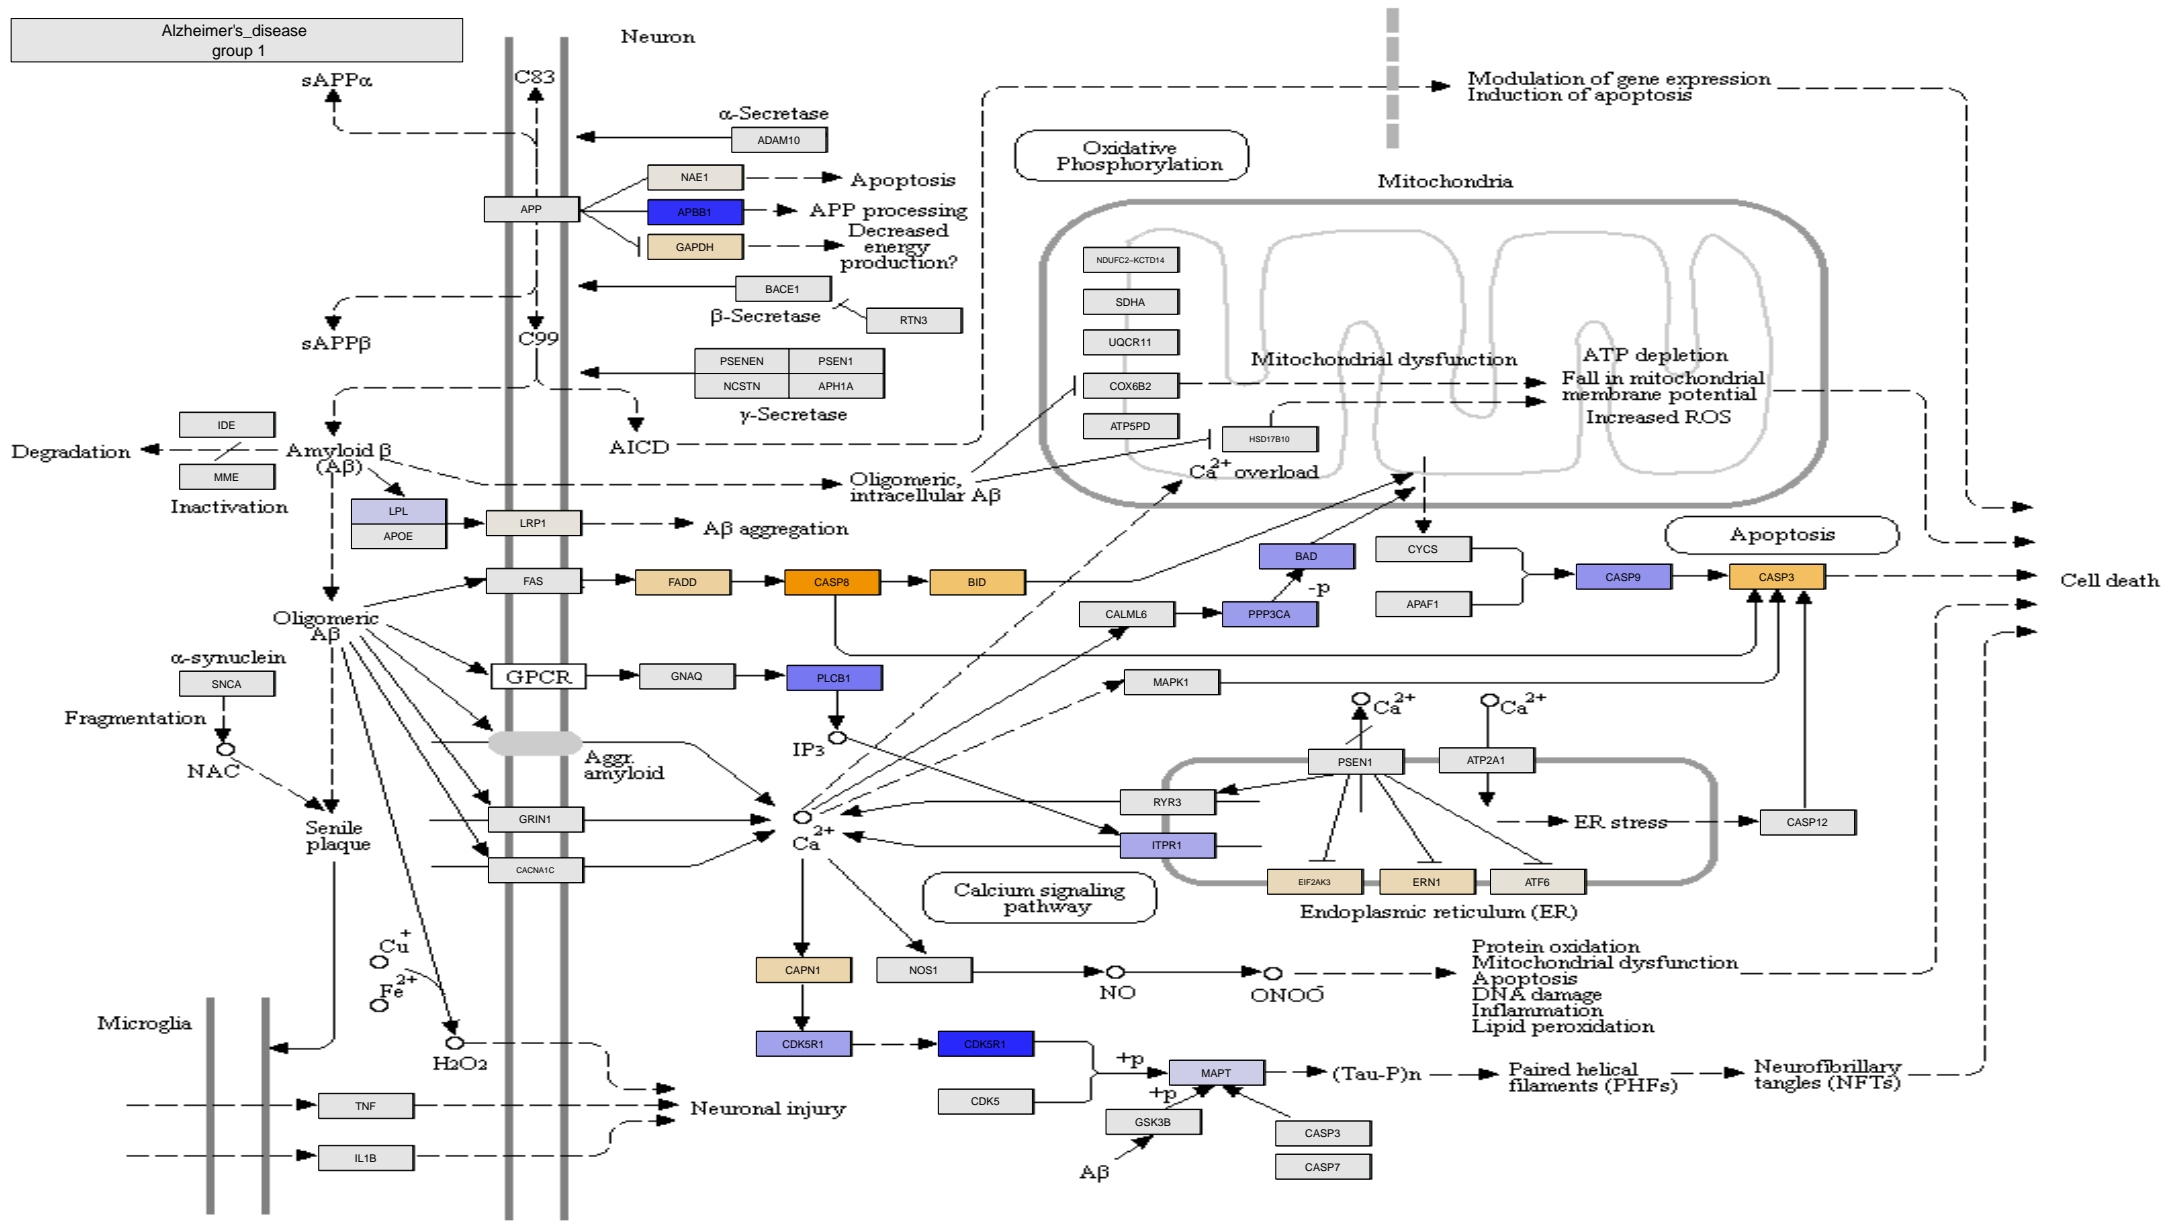 Alzheimer's_disease
group 1
Neuron
sAPPα
C83
α-Secretase
ADAM10
NAE1
Apoptosis
APP
APBB1
APP processing
GAPDH
Decreased
energy
production?
BACE1
β-Secretase
RTN3
sAPPβ
C99
PSENEN
PSEN1
NCSTN
APH1A
γ-Secretase
IDE
Degradation
Amyloid β
(Aβ)
MME
Inactivation
AICD
LPL
APOE
LRP1
Aβ aggregation
Oligomeric,
intracellular Aβ
Modulation of gene expression
Induction of apoptosis
Oxidative
Phosphorylation
Mitochondria
NDUFC2–KCTD14
SDHA
UQCR11
COX6B2
ATP5PD
HSD17B10
Mitochondrial dysfunction
ATP depletion
Fall in mitochondrial
membrane potential
Increased ROS
Ca2+ overload
FAS
FADD
CASP8
BID
BAD
-p
CALML6
PPP3CA
CYCS
APAF1
CASP9
CASP3
Apoptosis
Cell death
Oligomeric
Aβ
α-synuclein
SNCA
Fragmentation
NAC
Senile
plaque
GPCR
GNAQ
PLCB1
IP3
MAPK1
Aggr.
amyloid
GRIN1
CACNA1C
Ca2+
RYR3
ITPR1
Ca2+
Ca2+
PSEN1
ATP2A1
ER stress
CASP12
EIF2AK3
ERN1
ATF6
Endoplasmic reticulum (ER)
Calcium signaling
pathway
Cu+
Fe2+
H2O2
Microglia
TNF
IL1B
Neuronal injury
CAPN1
NOS1
NO
ONOO-
Protein oxidation
Mitochondrial dysfunction
Apoptosis
DNA damage
Inflammation
Lipid peroxidation
CDK5R1
CDK5R1
CDK5
+p
MAPT
+p
GSK3B
Aβ
CASP3
CASP7
(Tau-P)n
Paired helical
filaments (PHFs)
Neurofibrillary
tangles (NFTs)